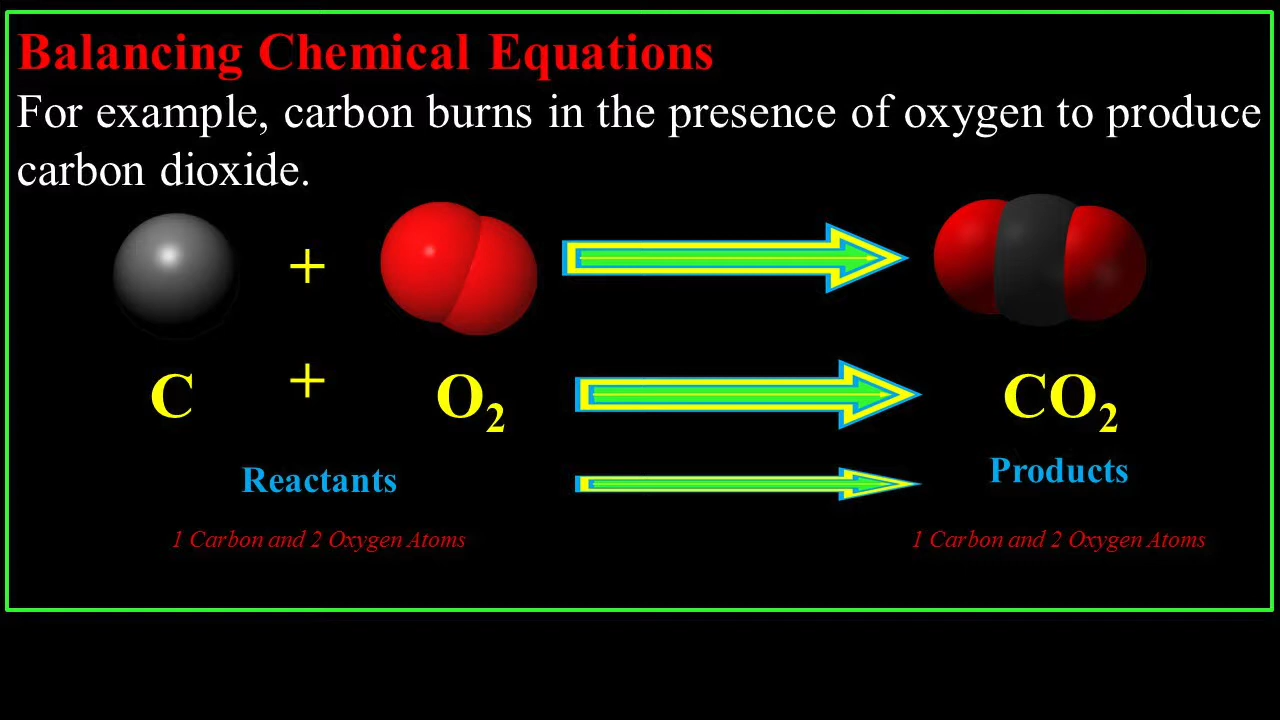 Balancing Chemical Equations
For example, carbon burns in the presence of oxygen to produce
carbon dioxide.
+
C + O₂ CO₂
Reactants Products
1 Carbon and 2 Oxygen Atoms 1 Carbon and 2 Oxygen Atoms